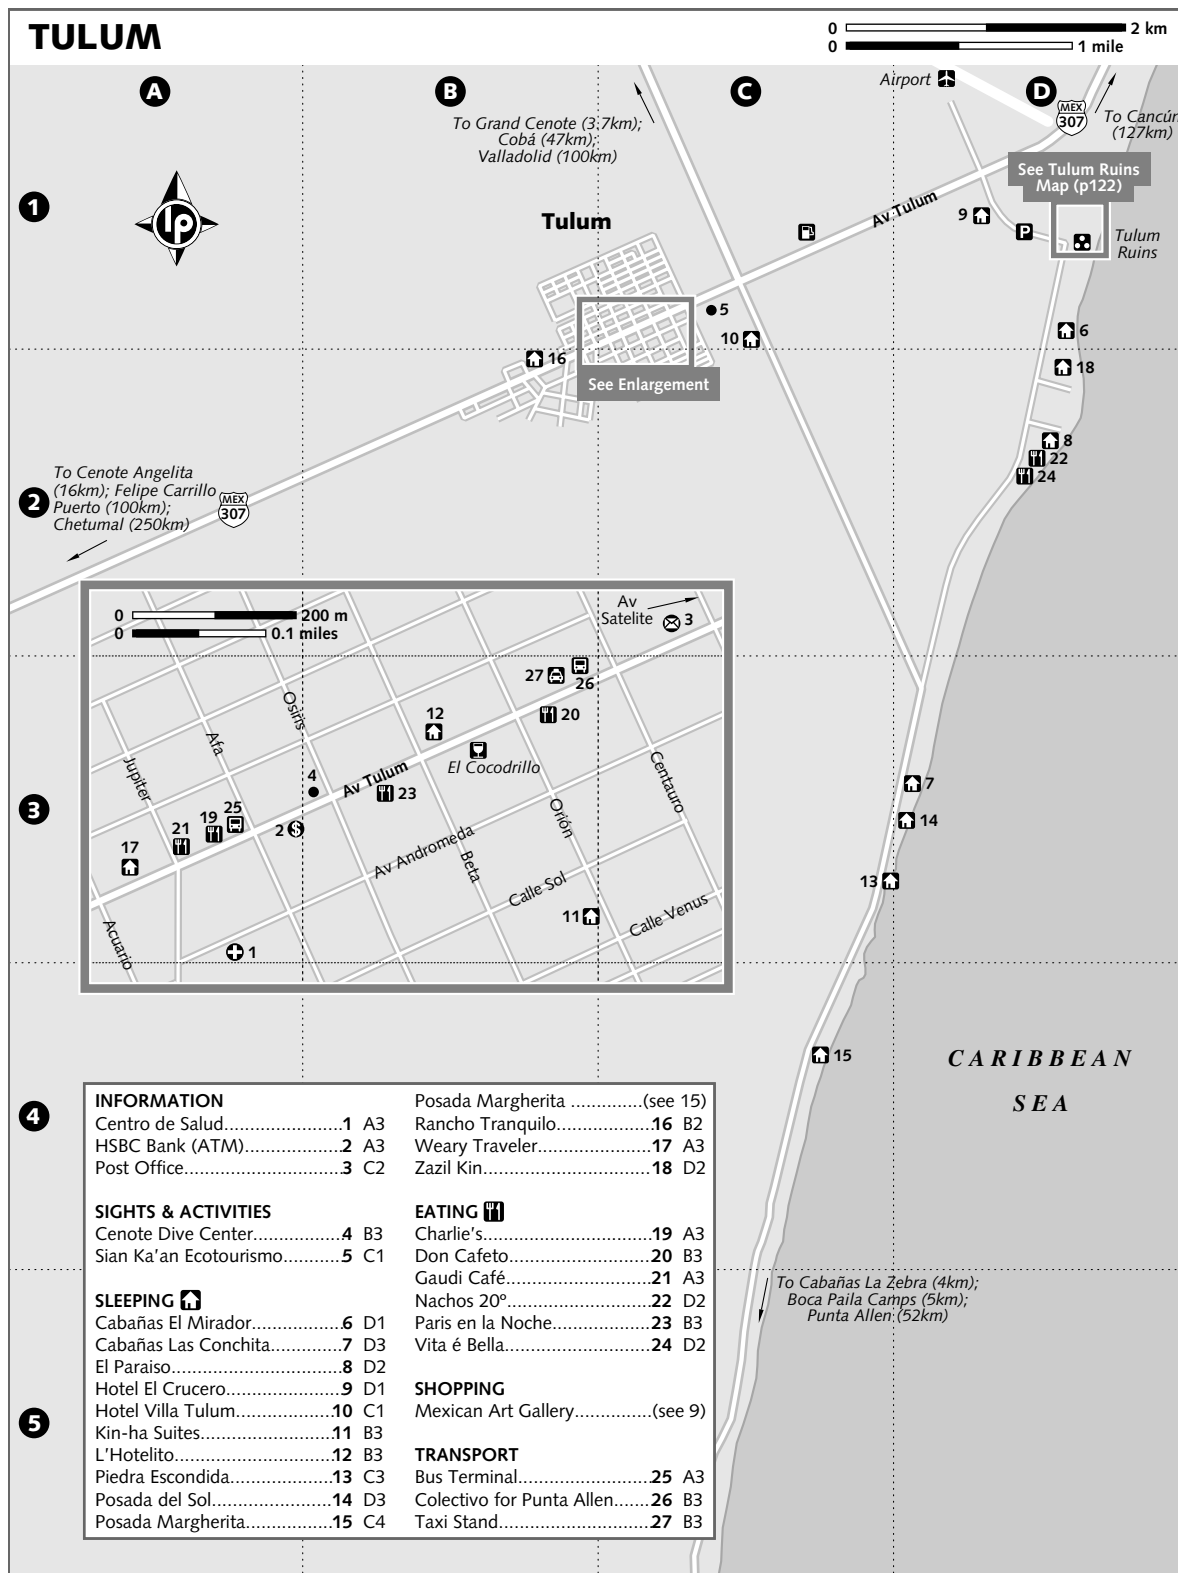 TULUM
0 2 km
0 1 mile
A
B
C
D
Airport
MEX
307
To Cancún
(127km)
To Grand Cenote (3.7km);
Cobá (47km);
Valladolid (100km)
See Tulum Ruins
Map (p122)
1
lp
Tulum
Av Tulum
9
P
Tulum
Ruins
5
10
6
16
18
See Enlargement
8
22
24
2
To Cenote Angelita
(16km); Felipe Carrillo
Puerto (100km);
Chetumal (250km)
MEX
307
0 200 m
0 0.1 miles
Av
Satelite
3
27
26
Osiris
12
20
Afa
El Cocodrillo
Jupiter
4
Av Tulum
23
Centauro
3
25
19
21
2
$
Orión
17
Av Andromeda
Beta
Calle Sol
11
Calle Venus
Acuario
1
7
14
13
15
CARIBBEAN
SEA
4
5
To Cabañas La Zebra (4km);
Boca Paila Camps (5km);
Punta Allen (52km)
INFORMATION
Centro de Salud 1 A3
HSBC Bank (ATM) 2 A3
Post Office 3 C2
SIGHTS & ACTIVITIES
Cenote Dive Center 4 B3
Sian Ka'an Ecotourismo 5 C1
SLEEPING
Cabañas El Mirador 6 D1
Cabañas Las Conchita 7 D3
El Paraiso 8 D2
Hotel El Crucero 9 D1
Hotel Villa Tulum 10 C1
Kin-ha Suites 11 B3
L'Hotelito 12 B3
Piedra Escondida 13 C3
Posada del Sol 14 D3
Posada Margherita 15 C4
Posada Margherita (see 15)
Rancho Tranquilo 16 B2
Weary Traveler 17 A3
Zazil Kin 18 D2
EATING
Charlie's 19 A3
Don Cafeto 20 B3
Gaudi Café 21 A3
Nachos 20º 22 D2
Paris en la Noche 23 B3
Vita é Bella 24 D2
SHOPPING
Mexican Art Gallery (see 9)
TRANSPORT
Bus Terminal 25 A3
Colectivo for Punta Allen 26 B3
Taxi Stand 27 B3